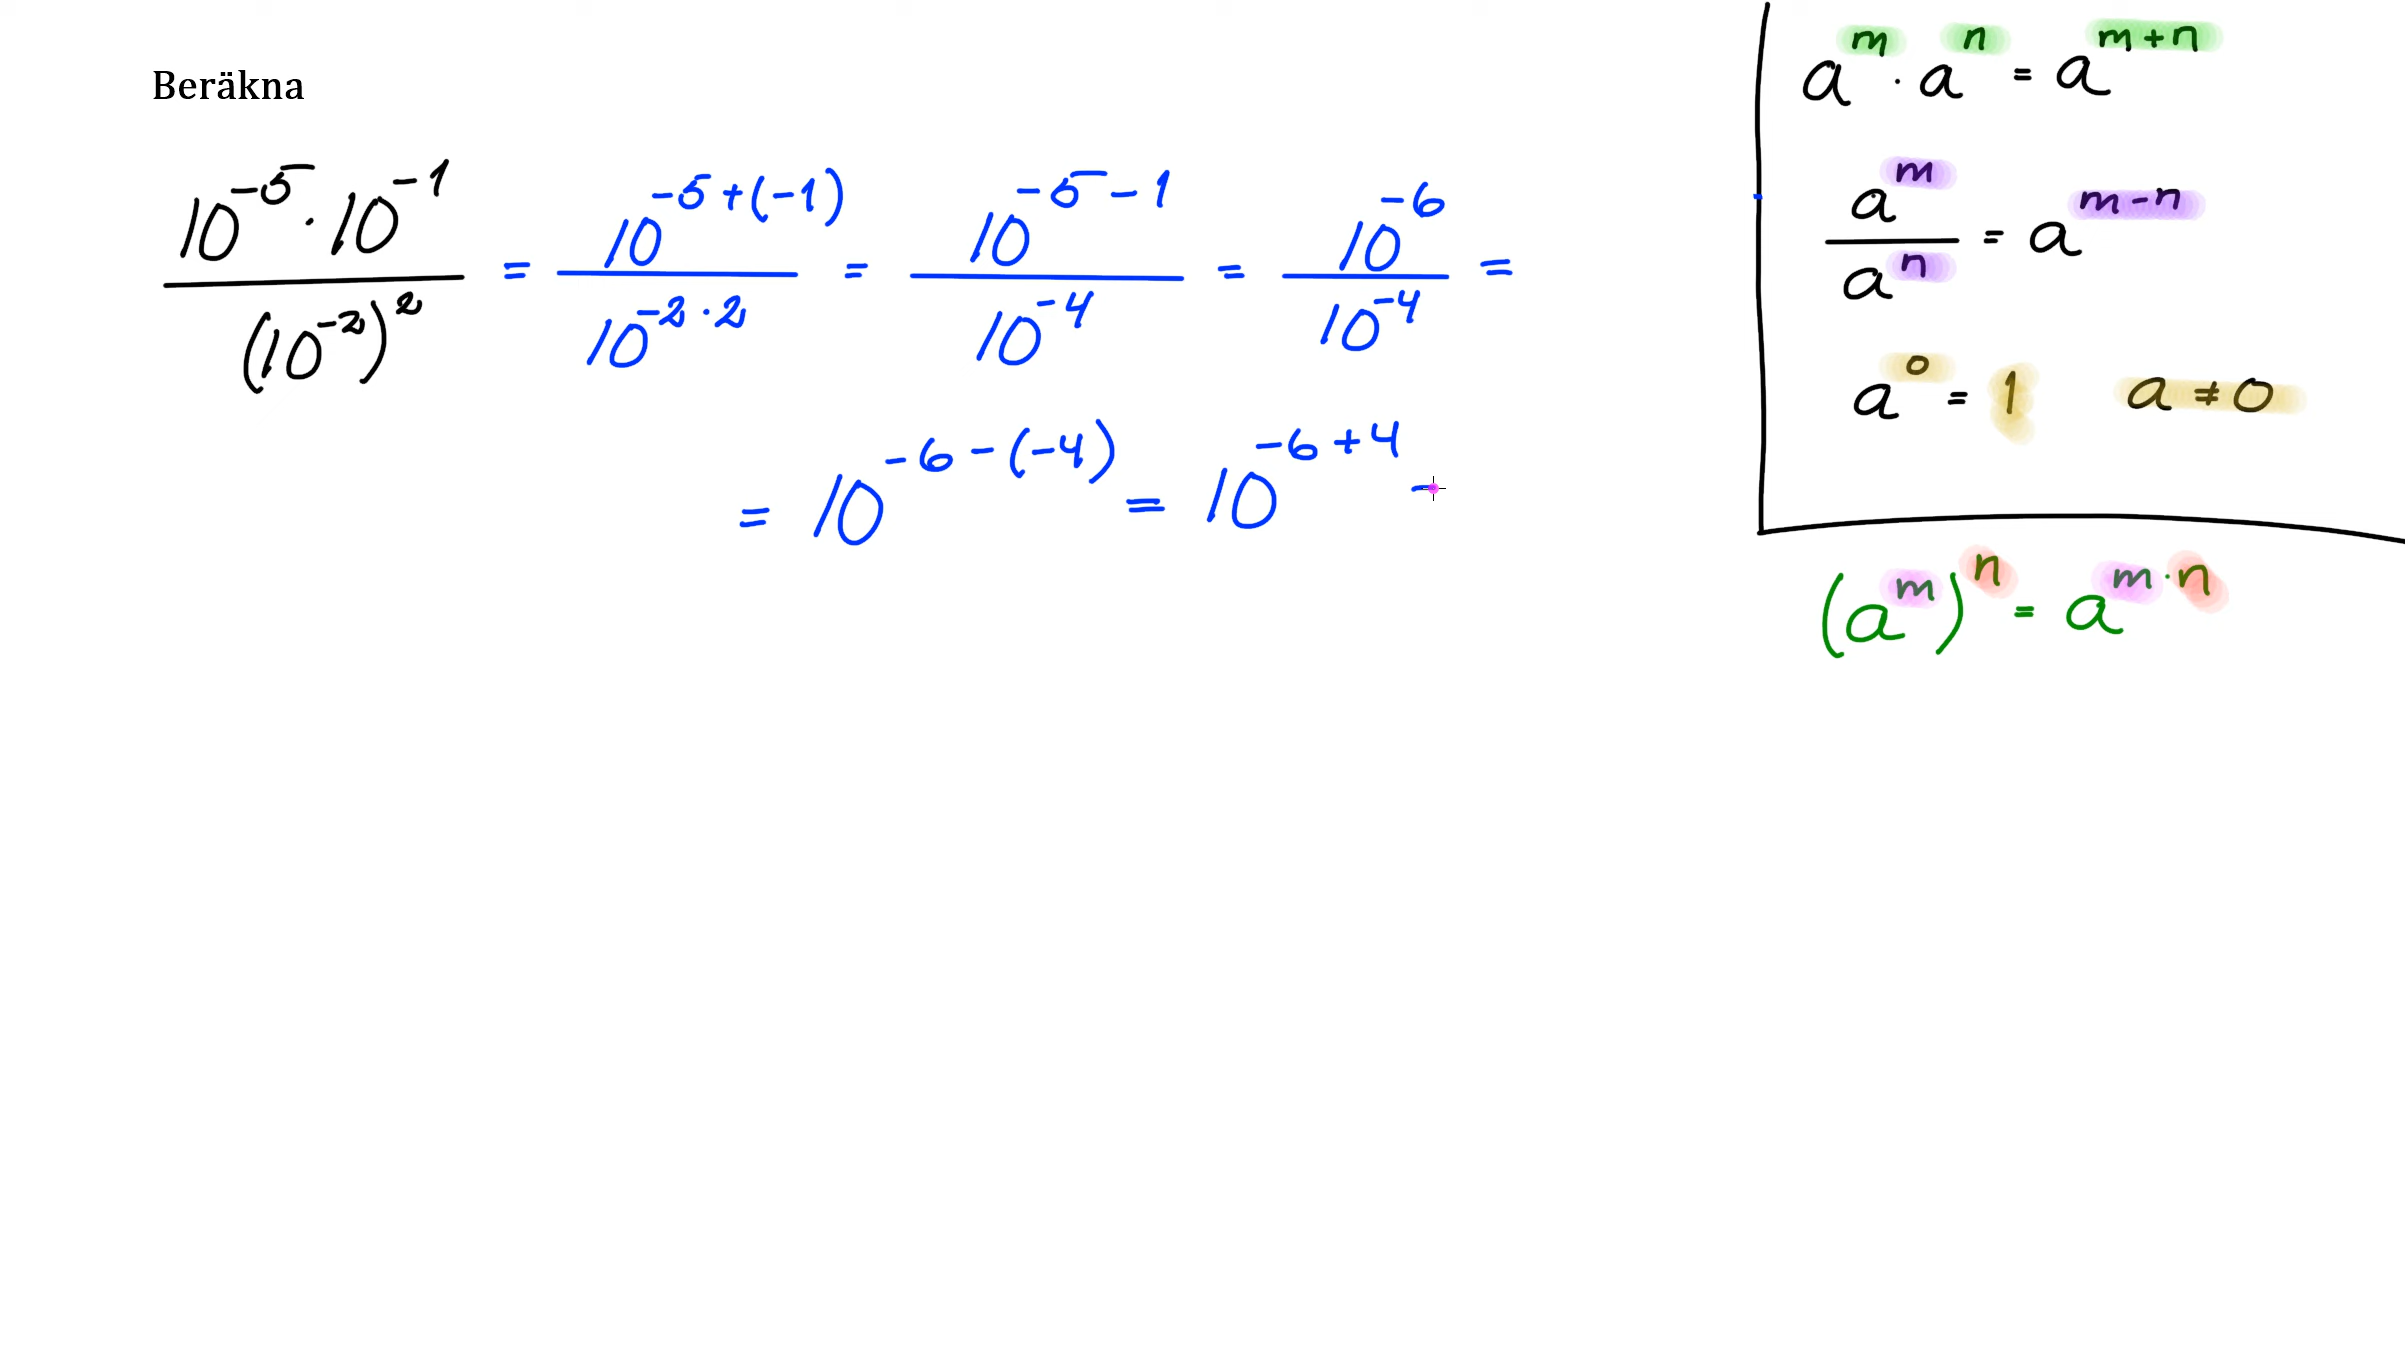 Beräkna
(10^-5 · 10^-1)/((10^-2)^2) = (10^(-5+(-1)))/(10^(-2·2)) = (10^(-5-1))/(10^-4) = (10^-6)/(10^-4) =
= 10^(-6-(-4)) = 10^(-6+4) -
a^m · a^n = a^(m+n)
a^m/a^n = a^(m-n)
a^0 = 1 a ≠ 0
(a^m)^n = a^(m·n)